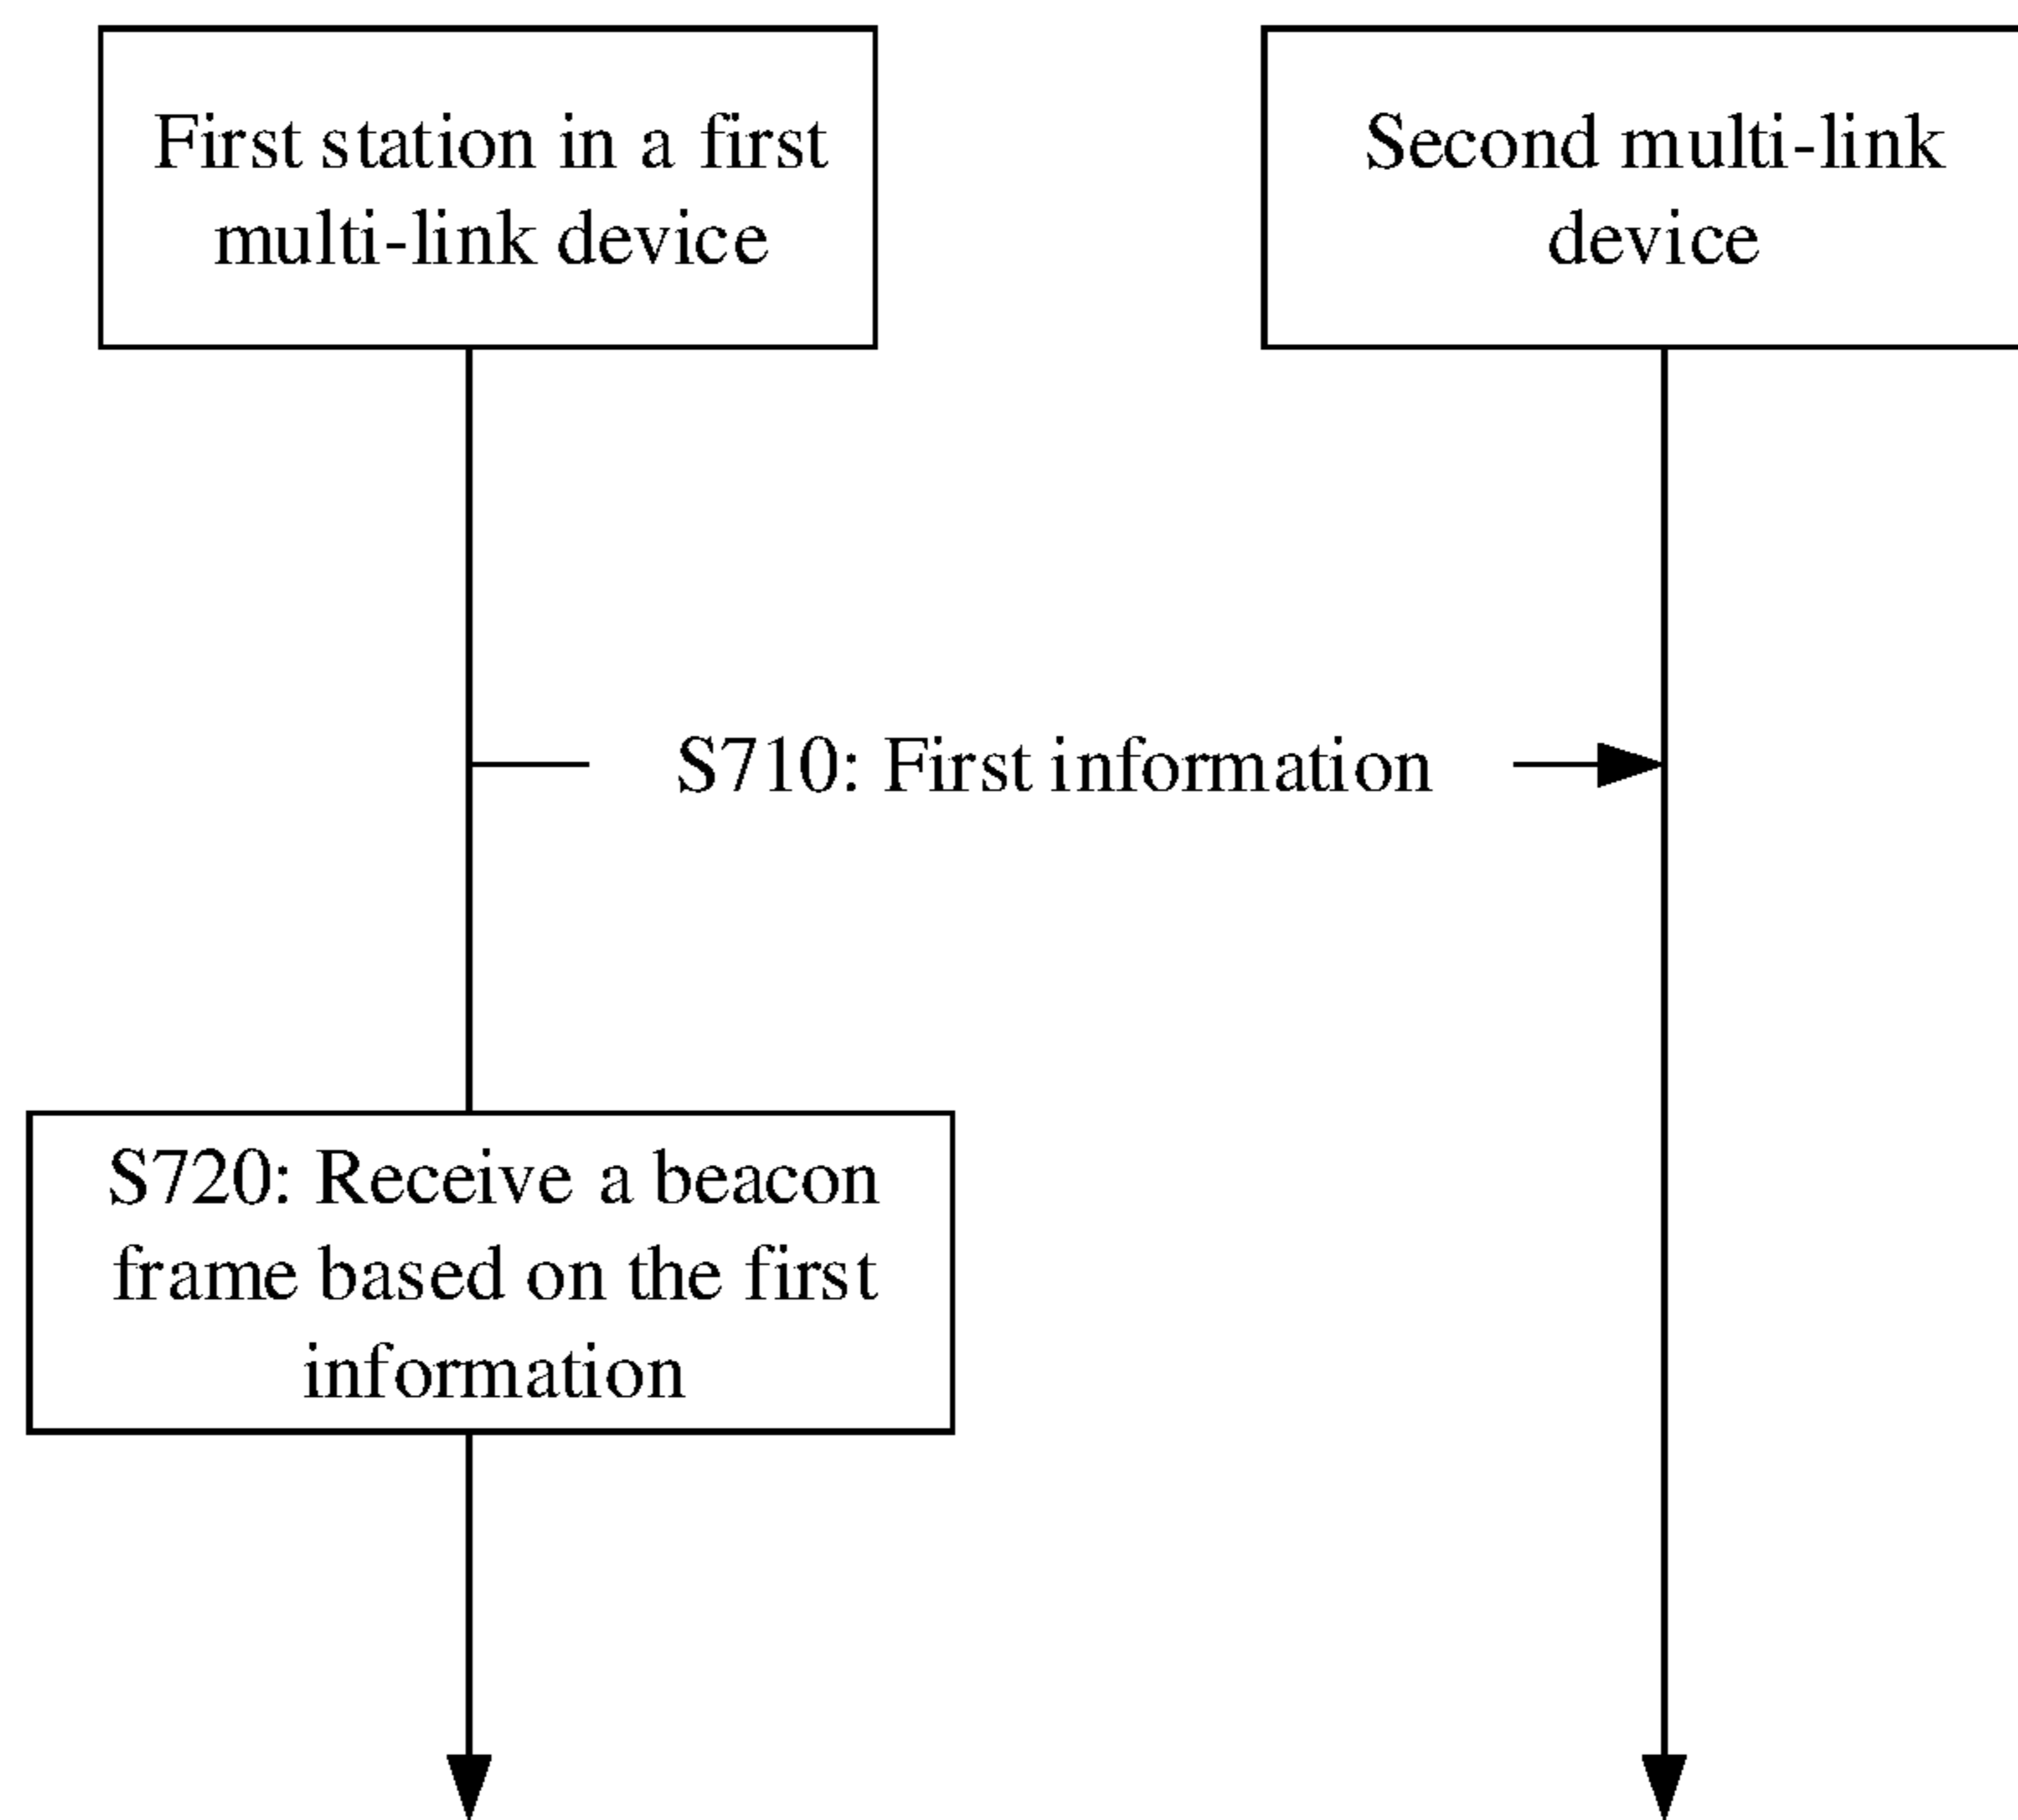 First station in a first
multi-link device
Second multi-link
device
S710: First information
S720: Receive a beacon
frame based on the first
information